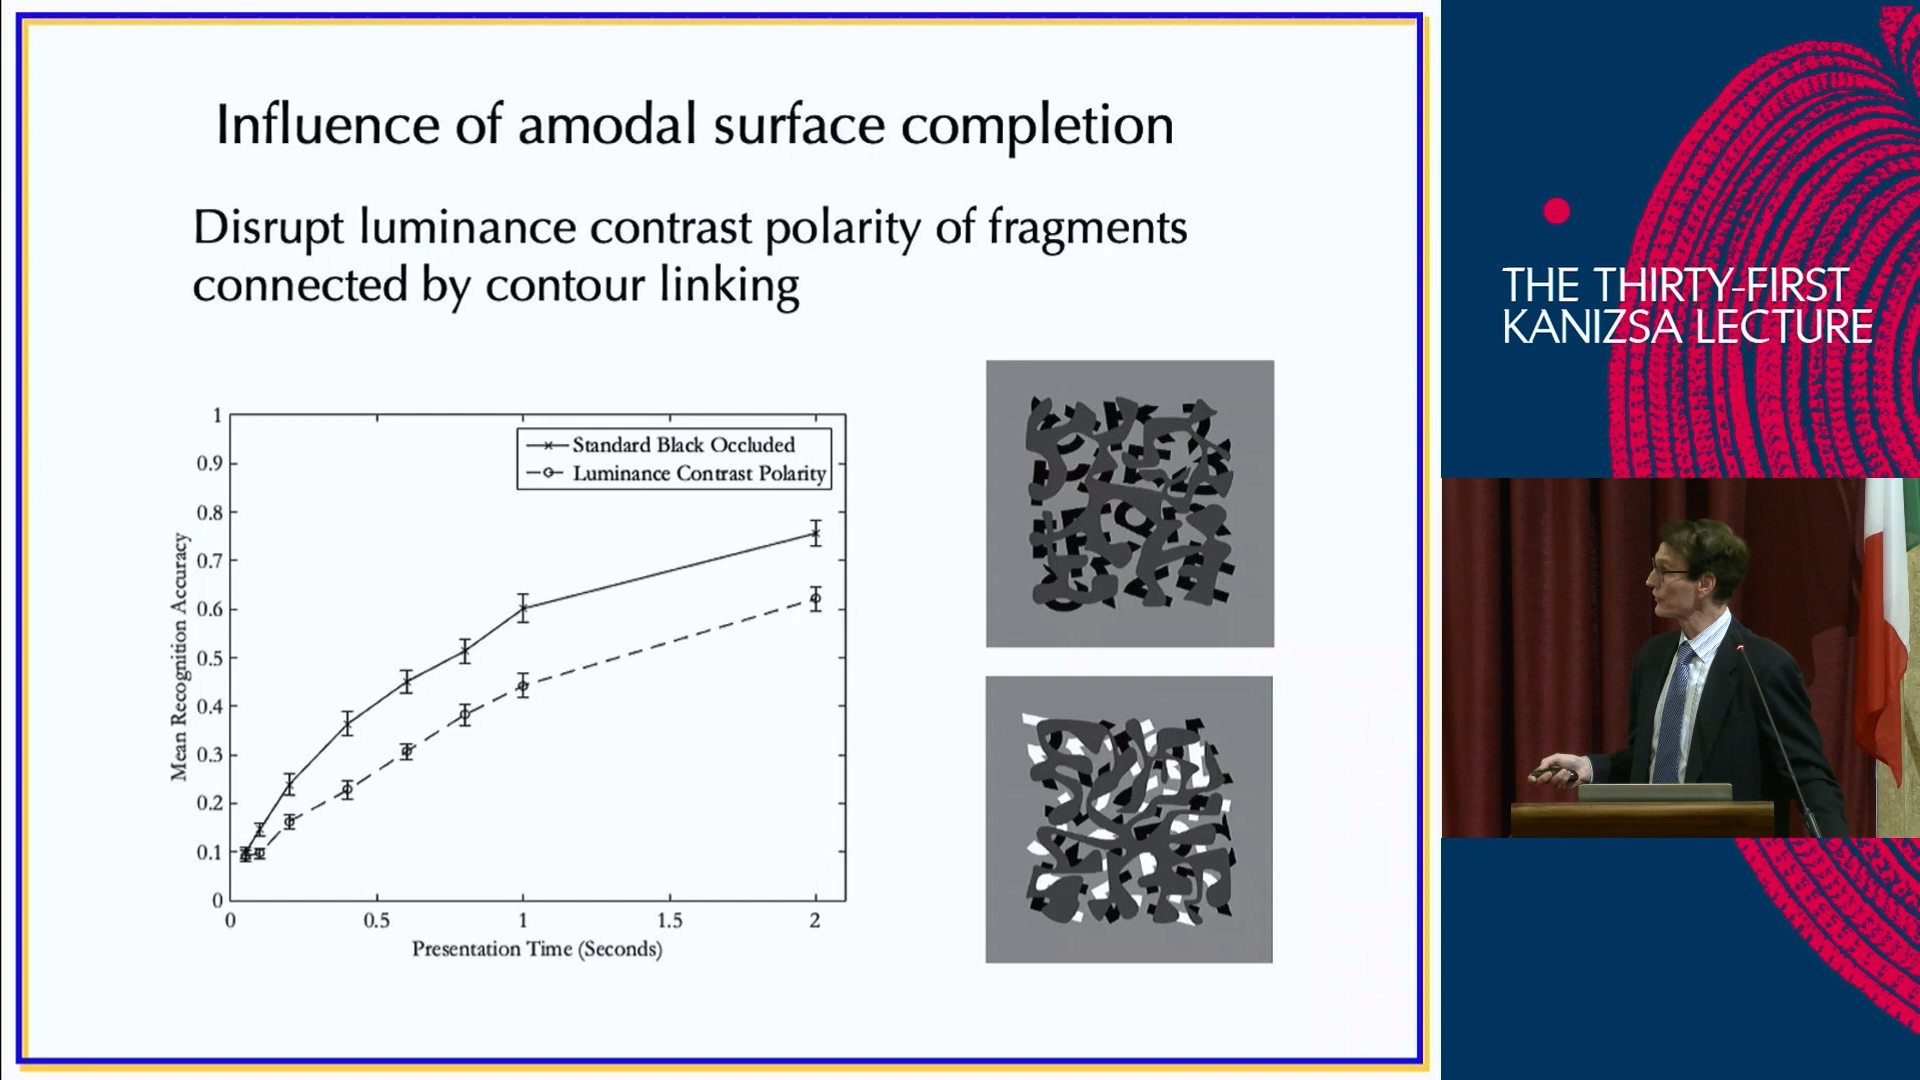 Influence of amodal surface completion
Disrupt luminance contrast polarity of fragments
connected by contour linking
Mean Recognition Accuracy
1
0.9
0.8
0.7
0.6
0.5
0.4
0.3
0.2
0.1
0
Standard Black Occluded
Luminance Contrast Polarity
0
0.5
1
1.5
2
Presentation Time (Seconds)
THE THIRTY-FIRST
KANIZSA LECTURE